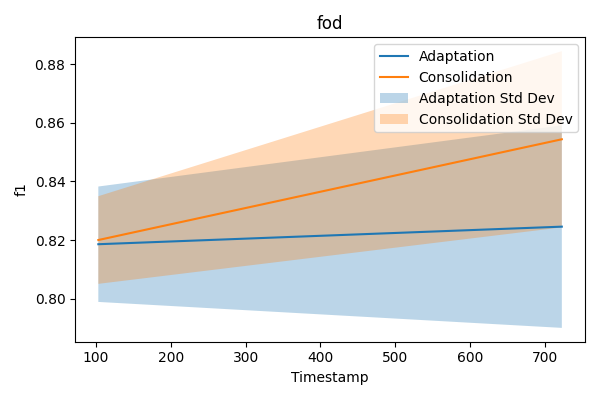 fod
Adaptation
Consolidation
Adaptation Std Dev
Consolidation Std Dev
f1
0.88
0.86
0.84
0.82
0.80
100 200 300 400 500 600 700
Timestamp